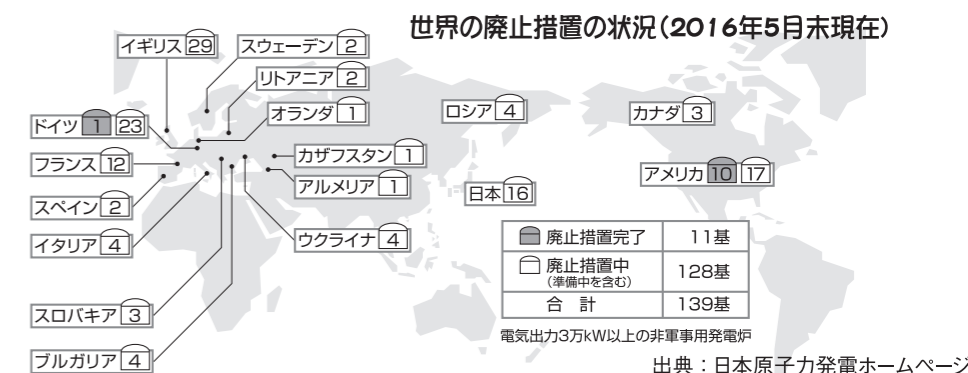 世界の廃止措置の状況(2016年5月末現在)
イギリス 29
スウェーデン 2
リトアニア 2
オランダ 1
ドイツ 1 23
フランス 12
スペイン 2
イタリア 4
スロバキア 3
ブルガリア 4
カザフスタン 1
アルメリア 1
ウクライナ 4
ロシア 4
日本 16
カナダ 3
アメリカ 10 17
廃止措置完了 11基
廃止措置中 128基
(準備中を含む)
合 計 139基
電気出力3万kW以上の非軍事用発電炉
出典:日本原子力発電ホームページ